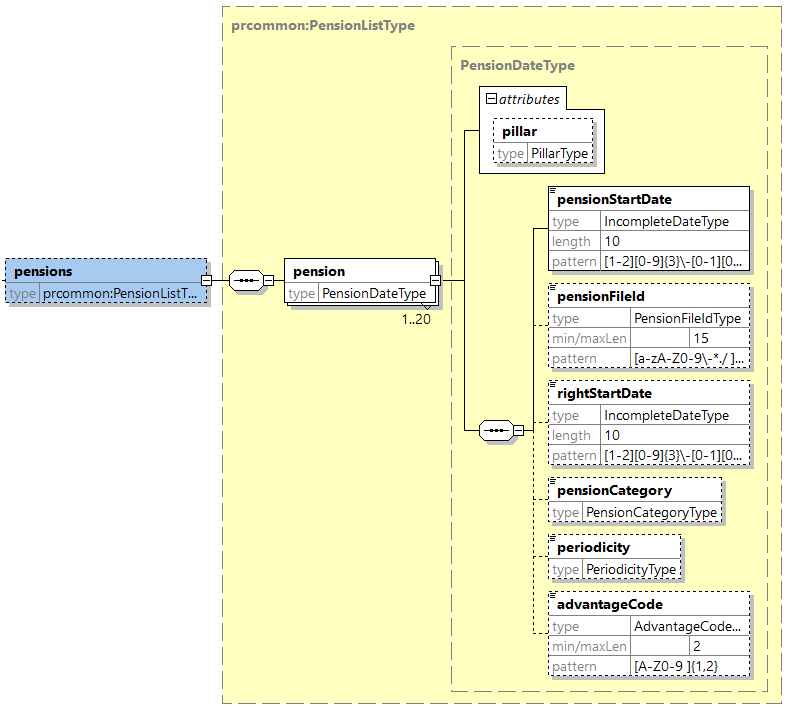 prcommon:PensionListType
PensionDateType
attributes
pillar
type PillarType
pensionStartDate
type IncompleteDateType
length 10
pattern [1-2][0-9]{3}\-[0-1][0...
pensions
type prcommon:PensionListT...
pension
type PensionDateType
1..20
pensionFileId
type PensionFileIdType
min/maxLen 15
pattern [a-zA-Z0-9\-*./ ]...
rightStartDate
type IncompleteDateType
length 10
pattern [1-2][0-9]{3}\-[0-1][0...
pensionCategory
type PensionCategoryType
periodicity
type PeriodicityType
advantageCode
type AdvantageCode...
min/maxLen 2
pattern [A-Z0-9 ]{1,2}